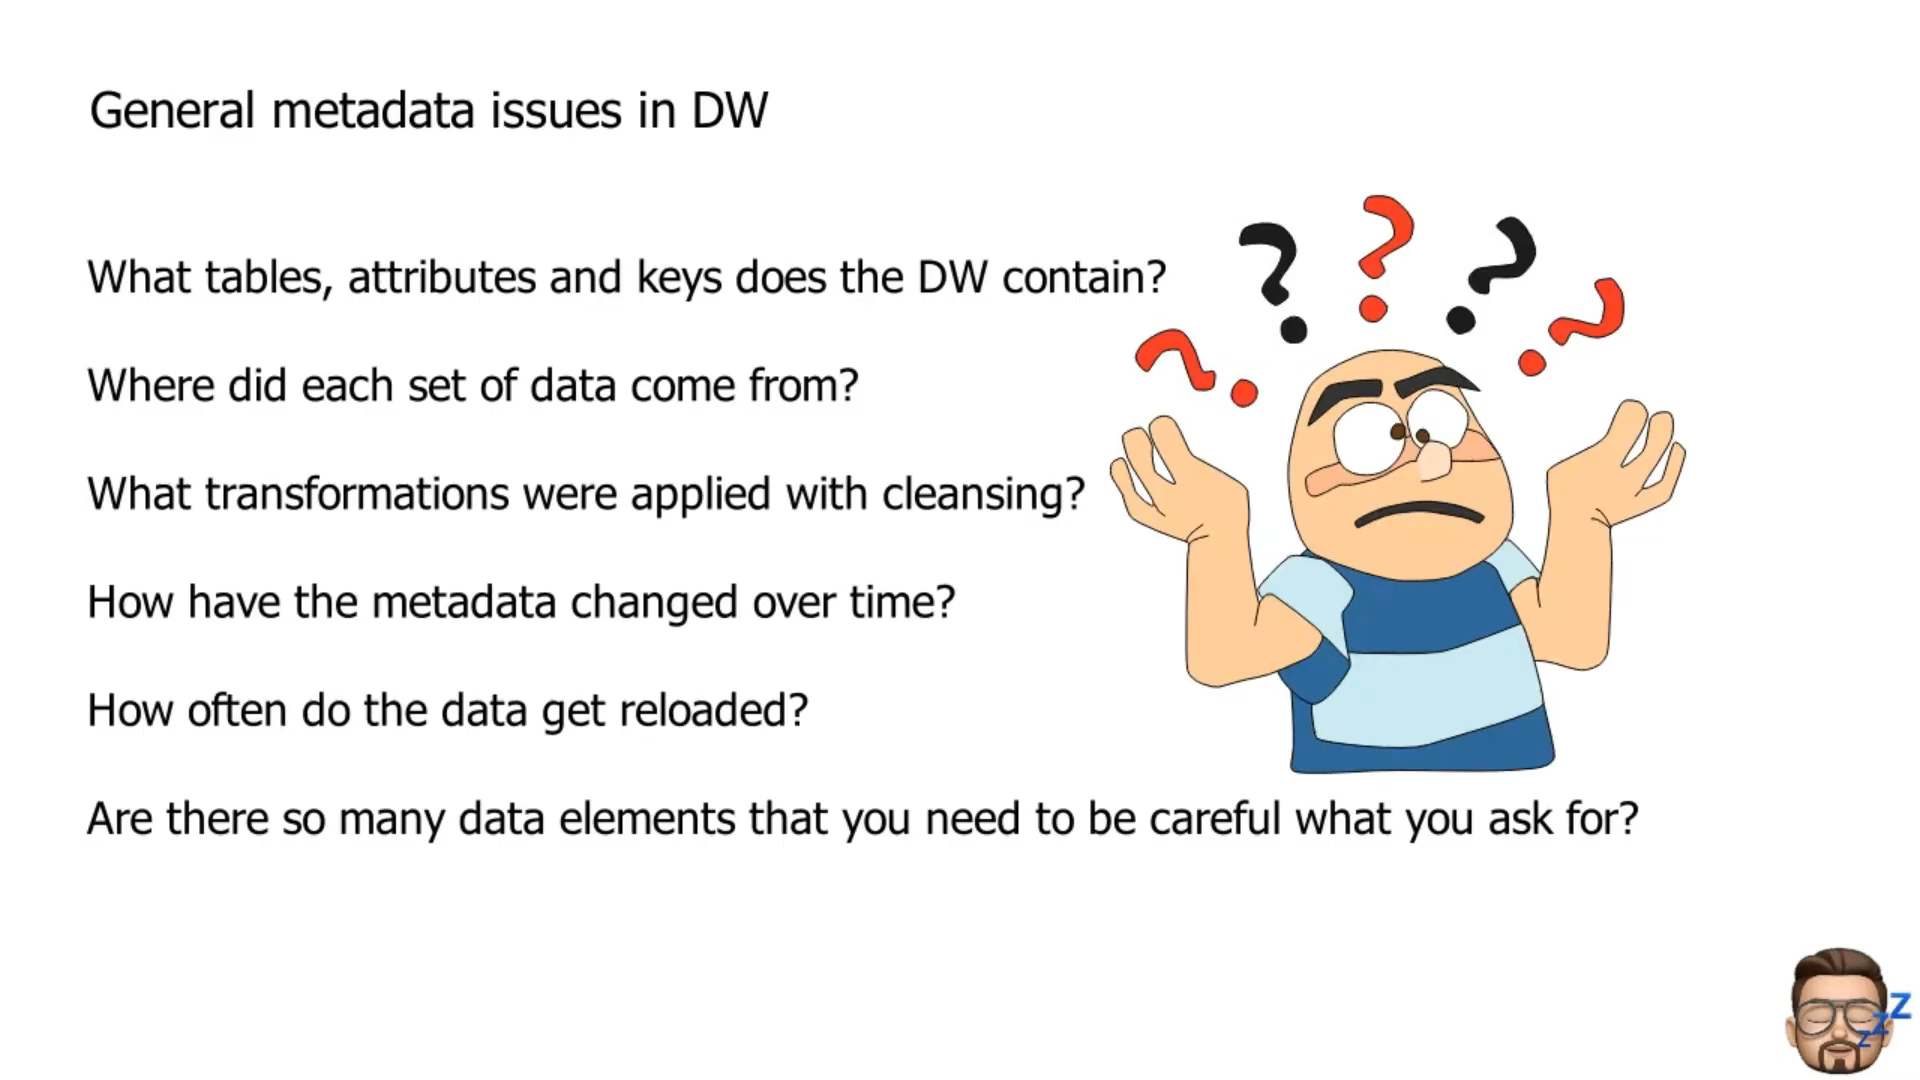 General metadata issues in DW
What tables, attributes and keys does the DW contain?
Where did each set of data come from?
What transformations were applied with cleansing?
How have the metadata changed over time?
How often do the data get reloaded?
Are there so many data elements that you need to be careful what you ask for?
? ? ? ? ?
z z Z